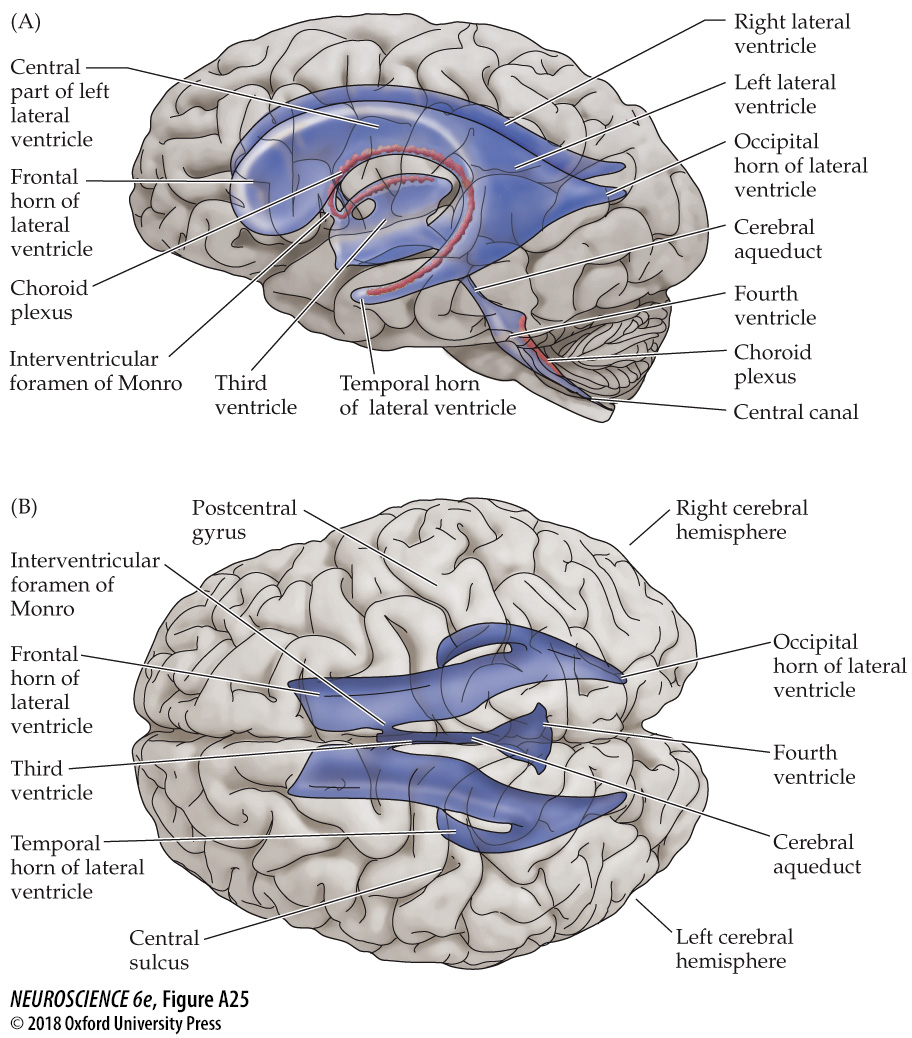 (A)
Central
part of left
lateral
ventricle
Frontal
horn of
lateral
ventricle
Choroid
plexus
Interventricular
foramen of Monro
Third
ventricle
Temporal horn
of lateral ventricle
Right lateral
ventricle
Left lateral
ventricle
Occipital
horn of lateral
ventricle
Cerebral
aqueduct
Fourth
ventricle
Choroid
plexus
Central canal
(B)
Postcentral
gyrus
Interventricular
foramen of
Monro
Frontal
horn of
lateral
ventricle
Third
ventricle
Temporal
horn of lateral
ventricle
Central
sulcus
Right cerebral
hemisphere
Occipital
horn of lateral
ventricle
Fourth
ventricle
Cerebral
aqueduct
Left cerebral
hemisphere
NEUROSCIENCE 6e, Figure A25
© 2018 Oxford University Press